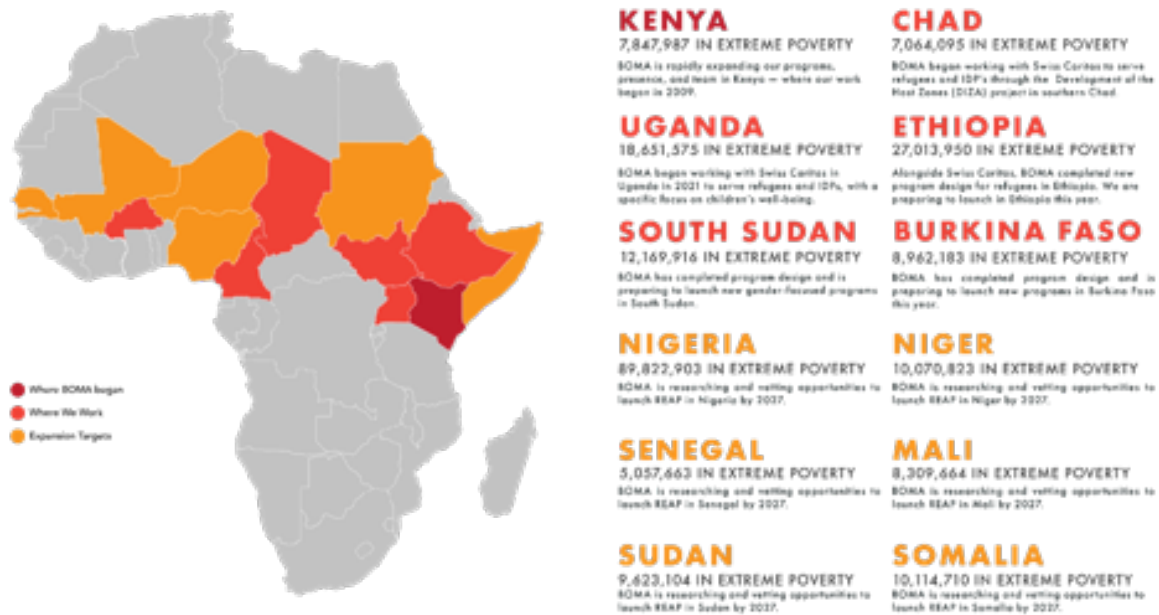 KENYA
7,847,987 IN EXTREME POVERTY
BOMA is rapidly expanding our programs,
presence, and team in Kenya — where our work
began in 2009.
CHAD
7,064,095 IN EXTREME POVERTY
BOMA began working with Swiss Caritas to serve
refugees and IDP's through the Development of the
Host Zones (DIZA) project in southern Chad.
UGANDA
18,651,575 IN EXTREME POVERTY
BOMA began working with Swiss Caritas in
Uganda in 2021 to serve refugees and IDPs, with a
specific focus on children's well-being.
ETHIOPIA
27,013,950 IN EXTREME POVERTY
Alongside Swiss Caritas, BOMA completed new
program design for refugees in Ethiopia. We are
preparing to launch in Ethiopia this year.
SOUTH SUDAN
12,169,916 IN EXTREME POVERTY
BOMA has completed program design and is
preparing to launch new gender-focused programs
in South Sudan.
BURKINA FASO
8,962,183 IN EXTREME POVERTY
BOMA has completed program design and is
preparing to launch new programs in Burkina Faso
this year.
NIGERIA
89,822,903 IN EXTREME POVERTY
BOMA is researching and vetting opportunities to
launch REAP in Nigeria by 2027.
NIGER
10,070,823 IN EXTREME POVERTY
BOMA is researching and vetting opportunities to
launch REAP in Niger by 2027.
Where BOMA began
Where We Work
Expansion Targets
SENEGAL
5,057,663 IN EXTREME POVERTY
BOMA is researching and vetting opportunities to
launch REAP in Senegal by 2027.
MALI
8,309,664 IN EXTREME POVERTY
BOMA is researching and vetting opportunities to
launch REAP in Mali by 2027.
SUDAN
9,623,104 IN EXTREME POVERTY
BOMA is researching and vetting opportunities to
launch REAP in Sudan by 2027.
SOMALIA
10,114,710 IN EXTREME POVERTY
BOMA is researching and vetting opportunities to
launch REAP in Somalia by 2027.